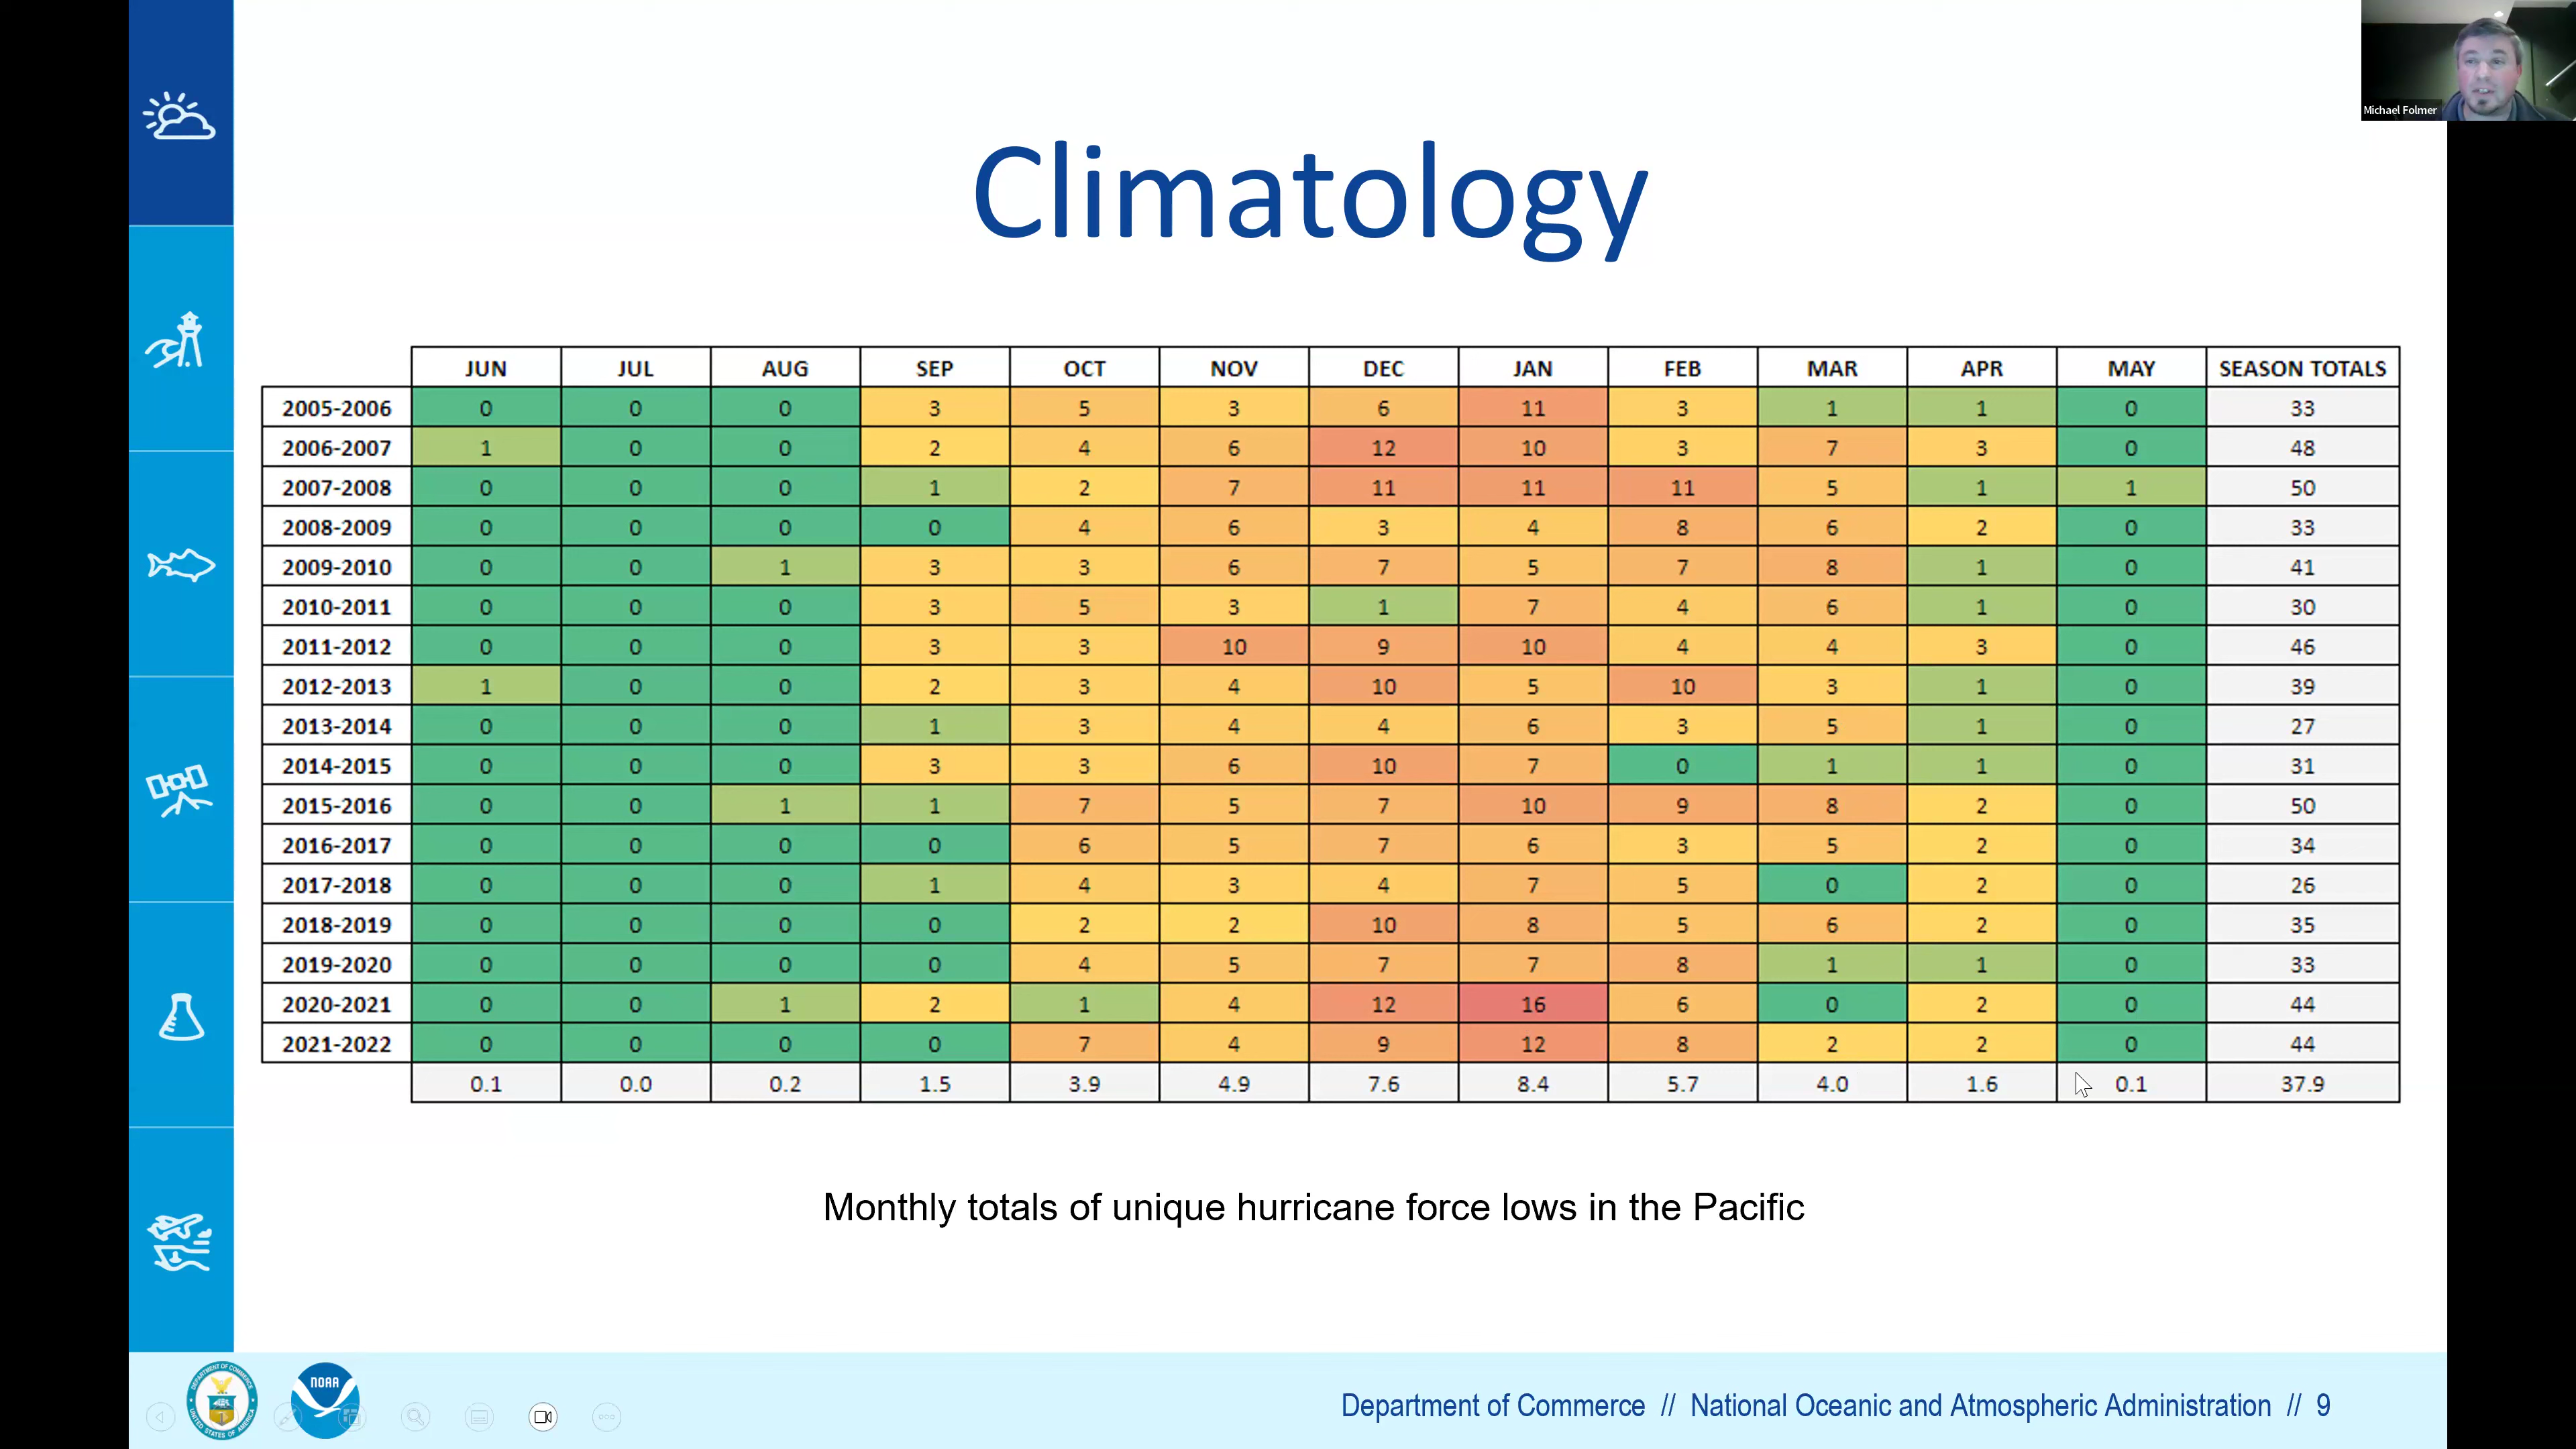 Michael Folmer
Climatology
JUN JUL AUG SEP OCT NOV DEC JAN FEB MAR APR MAY SEASON TOTALS
2005-2006 0 0 0 3 5 3 6 11 3 1 1 0 33
2006-2007 1 0 0 2 4 6 12 10 3 7 3 0 48
2007-2008 0 0 0 1 2 7 11 11 11 5 1 1 50
2008-2009 0 0 0 0 4 6 3 4 8 6 2 0 33
2009-2010 0 0 1 3 3 6 7 5 7 8 1 0 41
2010-2011 0 0 0 3 5 3 1 7 4 6 1 0 30
2011-2012 0 0 0 3 3 10 9 10 4 4 3 0 46
2012-2013 1 0 0 2 3 4 10 5 10 3 1 0 39
2013-2014 0 0 0 1 3 4 4 6 3 5 1 0 27
2014-2015 0 0 0 3 3 6 10 7 0 1 1 0 31
2015-2016 0 0 1 1 7 5 7 10 9 8 2 0 50
2016-2017 0 0 0 0 6 5 7 6 3 5 2 0 34
2017-2018 0 0 0 1 4 3 4 7 5 0 2 0 26
2018-2019 0 0 0 0 2 2 10 8 5 6 2 0 35
2019-2020 0 0 0 0 4 5 7 7 8 1 1 0 33
2020-2021 0 0 1 2 1 4 12 16 6 0 2 0 44
2021-2022 0 0 0 0 7 4 9 12 8 2 2 0 44
0.1 0.0 0.2 1.5 3.9 4.9 7.6 8.4 5.7 4.0 1.6 0.1 37.9
Monthly totals of unique hurricane force lows in the Pacific
DEPARTMENT OF COMMERCE
UNITED STATES OF AMERICA
NOAA
Department of Commerce // National Oceanic and Atmospheric Administration // 9